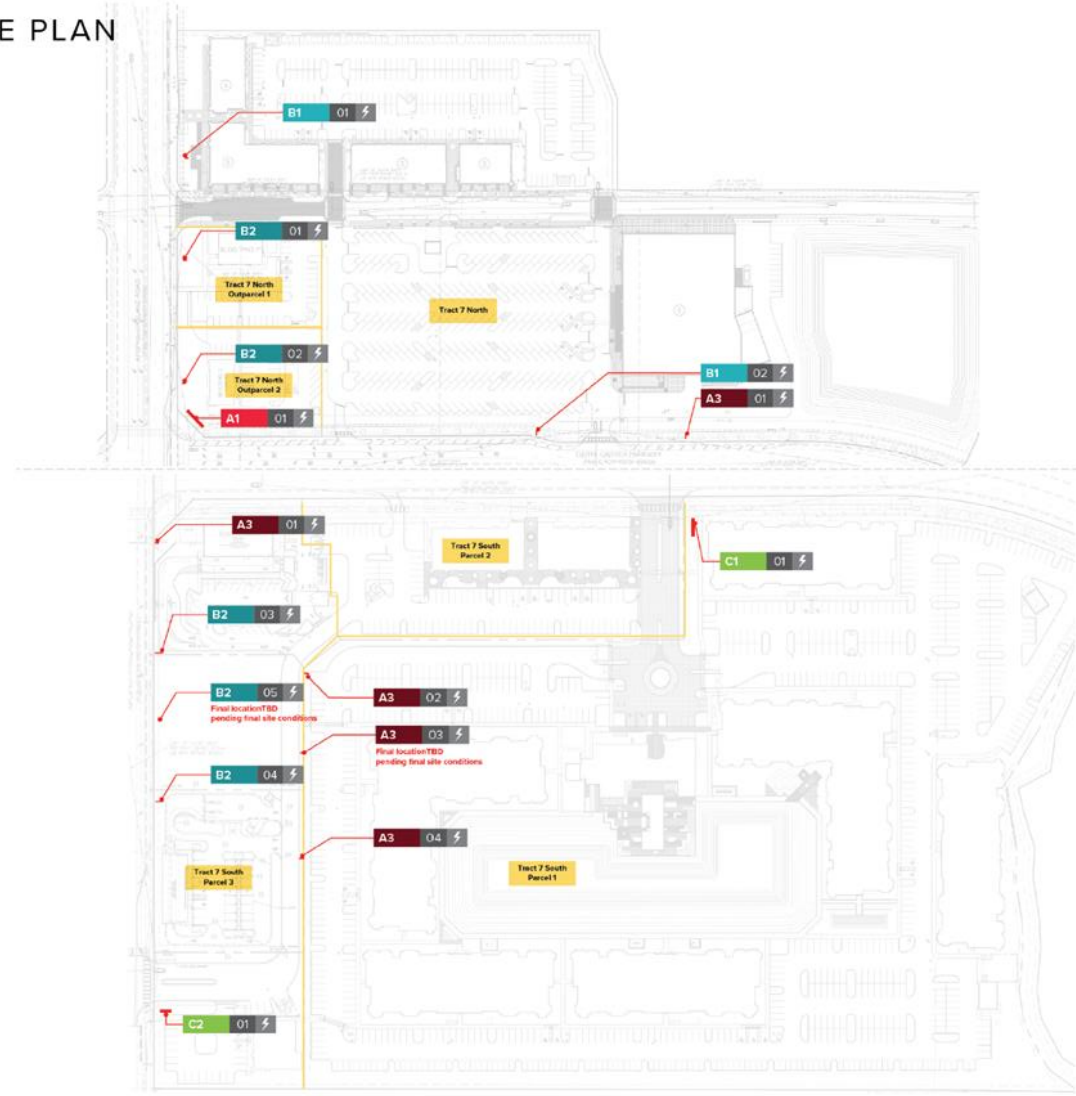 E PLAN
B1 01
B2 01
Tract 7 North
Outparcel 1
Tract 7 North
B2 02
Tract 7 North
Outparcel 2
B1 02
A3 01
A1 01
A3 01
Tract 7 South
Parcel 2
C1 01
B2 03
B2 05
Final locationTBD
pending final site conditions
A3 02
A3 03
Final locationTBD
pending final site conditions
B2 04
A3 04
Tract 7 South
Parcel 3
Tract 7 South
Parcel 1
C2 01